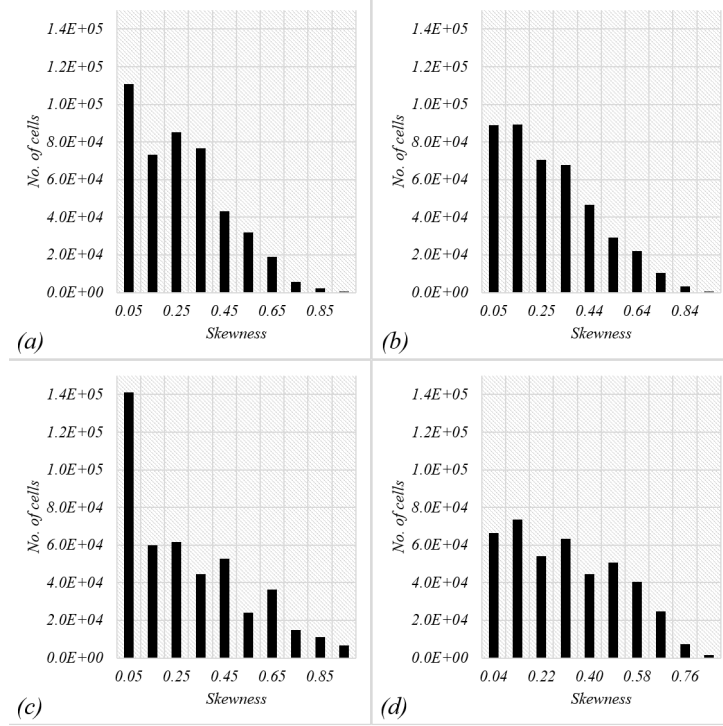 1.4E+05
1.2E+05
1.0E+05
8.0E+04
6.0E+04
4.0E+04
2.0E+04
0.0E+00
No. of cells
0.05 0.25 0.45 0.65 0.85
Skewness
(a)
1.4E+05
1.2E+05
1.0E+05
8.0E+04
6.0E+04
4.0E+04
2.0E+04
0.0E+00
No. of cells
0.05 0.25 0.44 0.64 0.84
Skewness
(b)
1.4E+05
1.2E+05
1.0E+05
8.0E+04
6.0E+04
4.0E+04
2.0E+04
0.0E+00
No. of cells
0.05 0.25 0.45 0.65 0.85
Skewness
(c)
1.4E+05
1.2E+05
1.0E+05
8.0E+04
6.0E+04
4.0E+04
2.0E+04
0.0E+00
No. of cells
0.04 0.22 0.40 0.58 0.76
Skewness
(d)